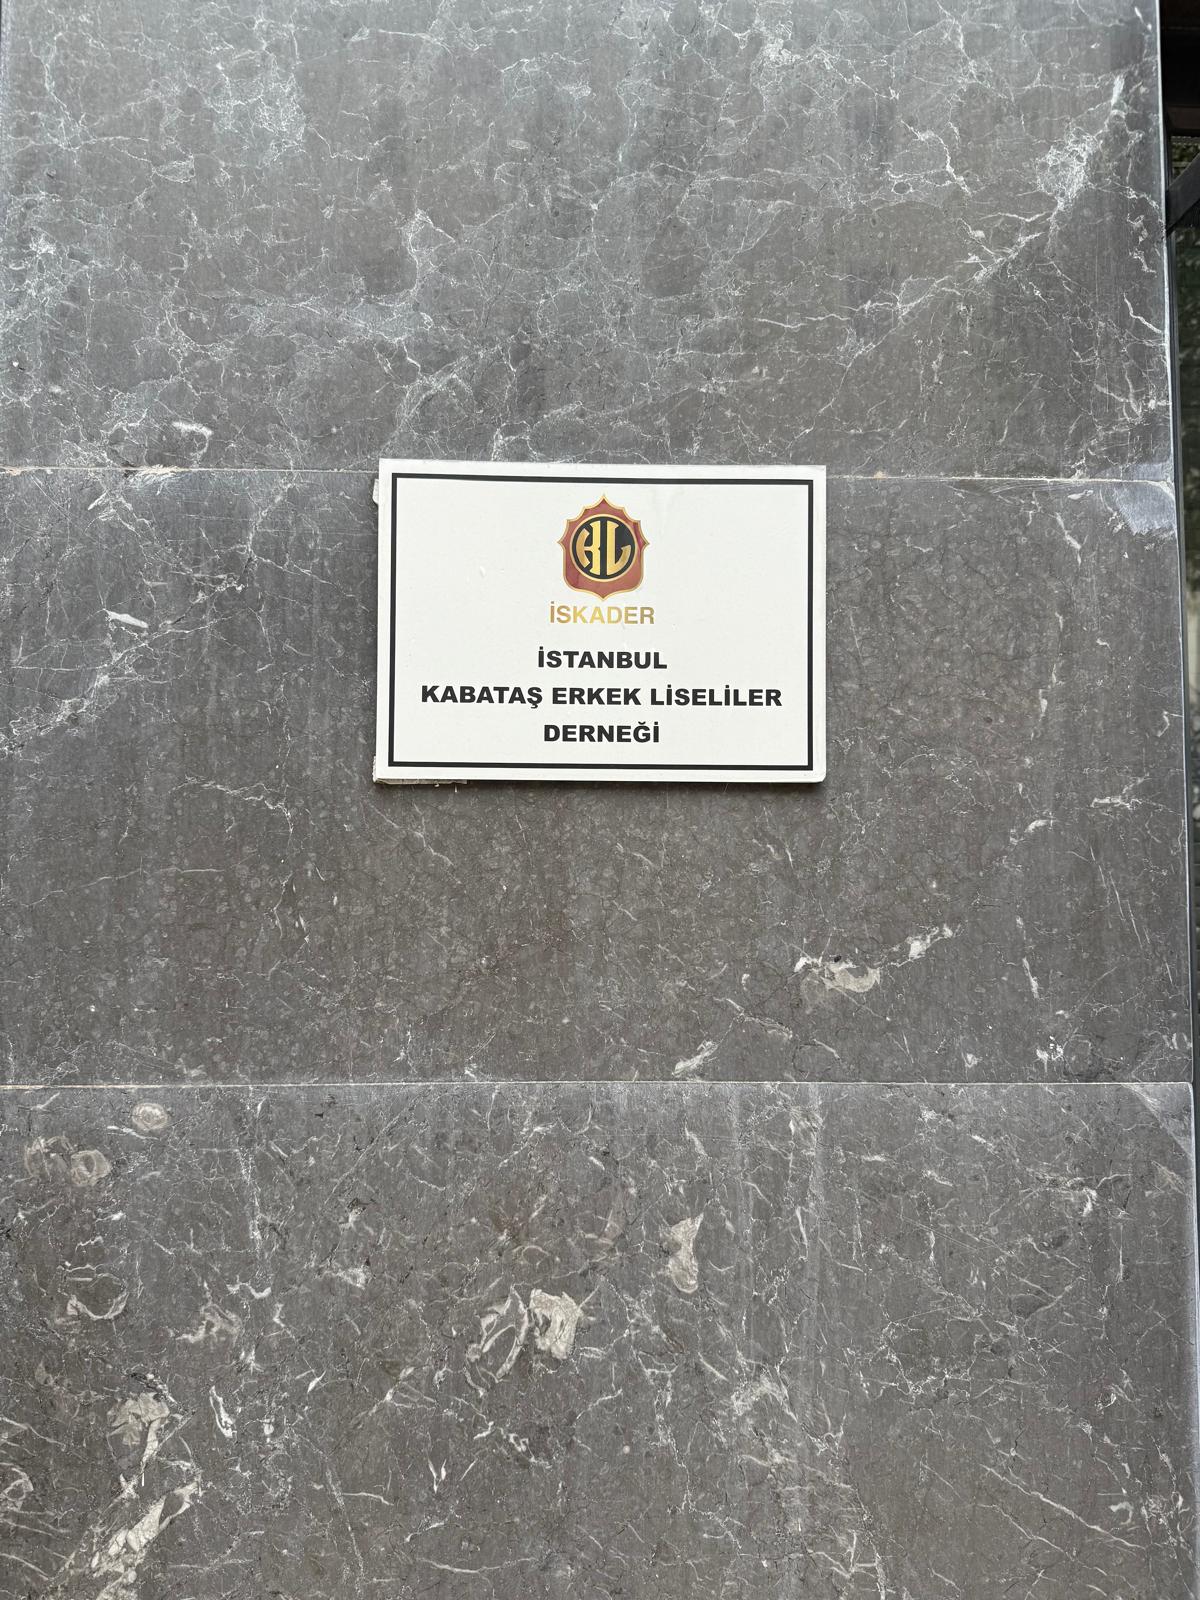 KL
İSKADER
İSTANBUL
KABATAŞ ERKEK LİSELİLER
DERNEĞİ